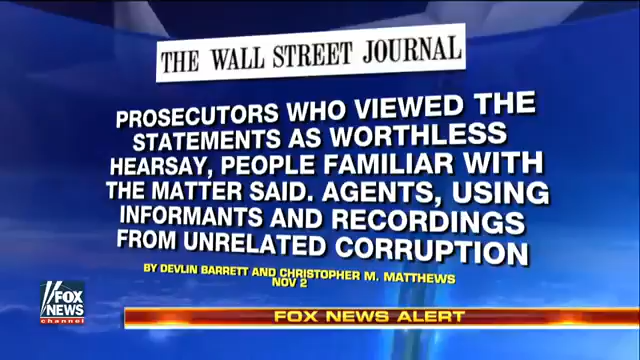 THE WALL STREET JOURNAL
PROSECUTORS WHO VIEWED THE
STATEMENTS AS WORTHLESS
HEARSAY, PEOPLE FAMILIAR WITH
THE MATTER SAID. AGENTS, USING
INFORMANTS AND RECORDINGS
FROM UNRELATED CORRUPTION
BY DEVLIN BARRETT AND CHRISTOPHER M. MATTHEWS
NOV 2
FOX
NEWS
channel
FOX NEWS ALERT